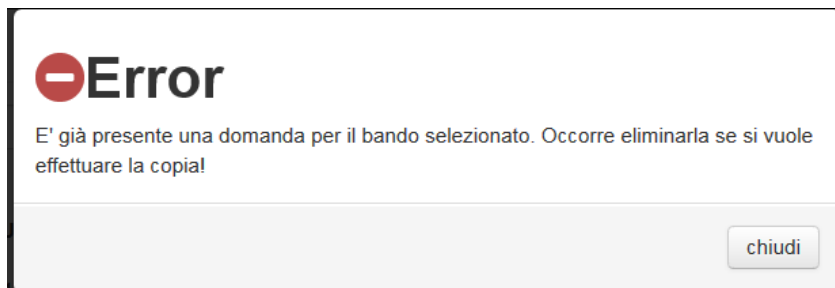 Error
E' già presente una domanda per il bando selezionato. Occorre eliminarla se si vuole
effettuare la copia!
chiudi